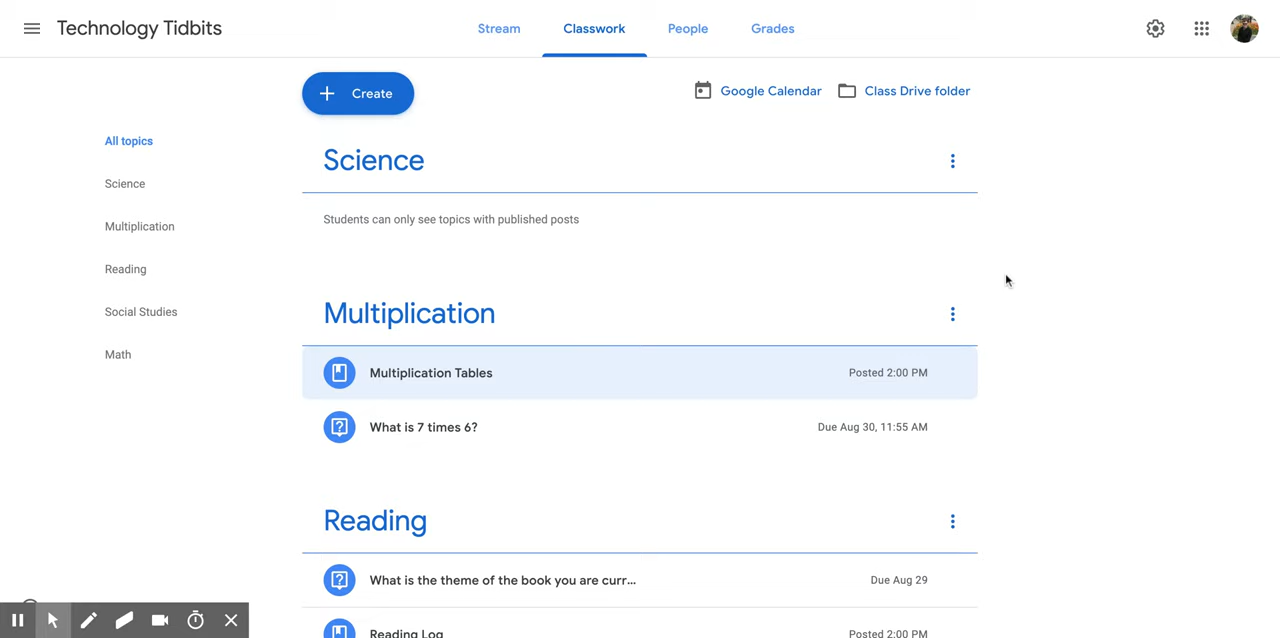 Technology Tidbits
Stream
Classwork
People
Grades
Create
Google Calendar
Class Drive folder
All topics
Science
Multiplication
Reading
Social Studies
Math
Science
Students can only see topics with published posts
Multiplication
Multiplication Tables
Posted 2:00 PM
What is 7 times 6?
Due Aug 30, 11:55 AM
Reading
What is the theme of the book you are curr...
Due Aug 29
Reading Log
Posted 2:00 PM